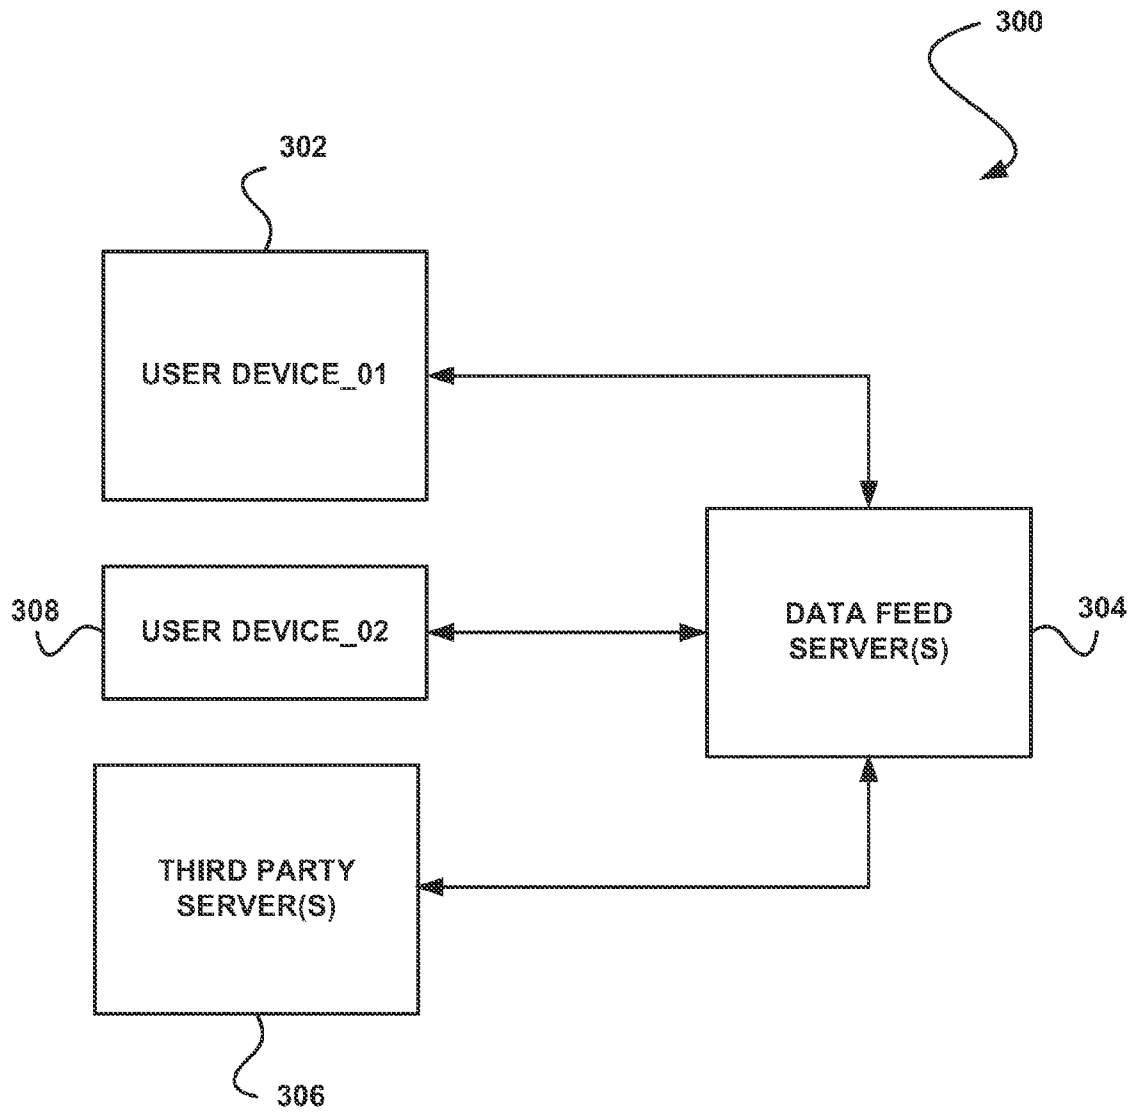 300
302
USER DEVICE_01
308
USER DEVICE_02
DATA FEED
SERVER(S)
304
THIRD PARTY
SERVER(S)
306